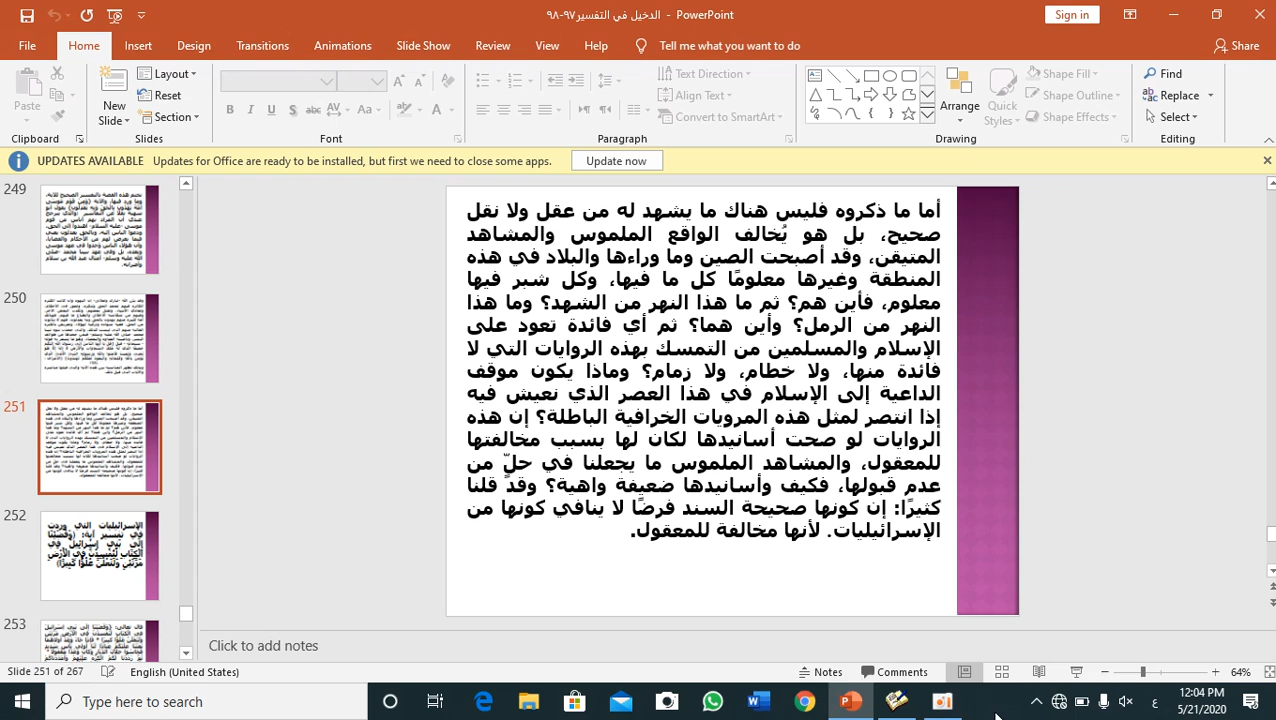 الدخيل في التفسير٩٧-٩٨ - PowerPoint
Sign in
File Home Insert Design Transitions Animations Slide Show Review View Help Tell me what you want to do Share
Paste
New Slide
Layout
Reset
Section
Text Direction
Align Text
Convert to SmartArt
Arrange
Quick Styles
Shape Fill
Shape Outline
Shape Effects
Find
Replace
Select
Clipboard Slides Font Paragraph Drawing Editing
UPDATES AVAILABLE Updates for Office are ready to be installed, but first we need to close some apps. Update now
249
250
251
252
الإسرائيليات التي وردت
في تفسير آية: (وَقَضَيْنَا
إِلَى بَنِي إِسْرَائِيلَ فِي
الْكِتَابِ لَتُفْسِدُنَّ فِي الْأَرْضِ
مَرَّتَيْنِ وَلَتَعْلُنَّ عُلُوًّا كَبِيرًا)
253
أما ما ذكروه فليس هناك ما يشهد له من عقل ولا نقل
صحيح، بل هو يُخالف الواقع الملموس والمشاهد
المتيقن، وقد أصبحت الصين وما وراءها والبلاد في هذه
المنطقة وغيرها معلومًا كل ما فيها، وكل شبر فيها
معلوم، فأين هم؟ ثم ما هذا النهر من الشهد؟ وما هذا
النهر من الرمل؟ وأين هما؟ ثم أي فائدة تعود على
الإسلام والمسلمين من التمسك بهذه الروايات التي لا
فائدة منها، ولا خطام، ولا زمام؟ وماذا يكون موقف
الداعية إلى الإسلام في هذا العصر الذي نعيش فيه
إذا انتصر لمثل هذه المرويات الخرافية الباطلة؟ إن هذه
الروايات لو صحت أسانيدها لكان لها بسبب مخالفتها
للمعقول، والمشاهد الملموس ما يجعلنا في حلٍّ من
عدم قبولها، فكيف وأسانيدها ضعيفة واهية؟ وقد قلنا
كثيرًا: إن كونها صحيحة السند فرضًا لا ينافي كونها من
الإسرائيليات. لأنها مخالفة للمعقول.
Click to add notes
Slide 251 of 267 English (United States) Notes Comments 64%
Type here to search
ع
12:04 PM
5/21/2020